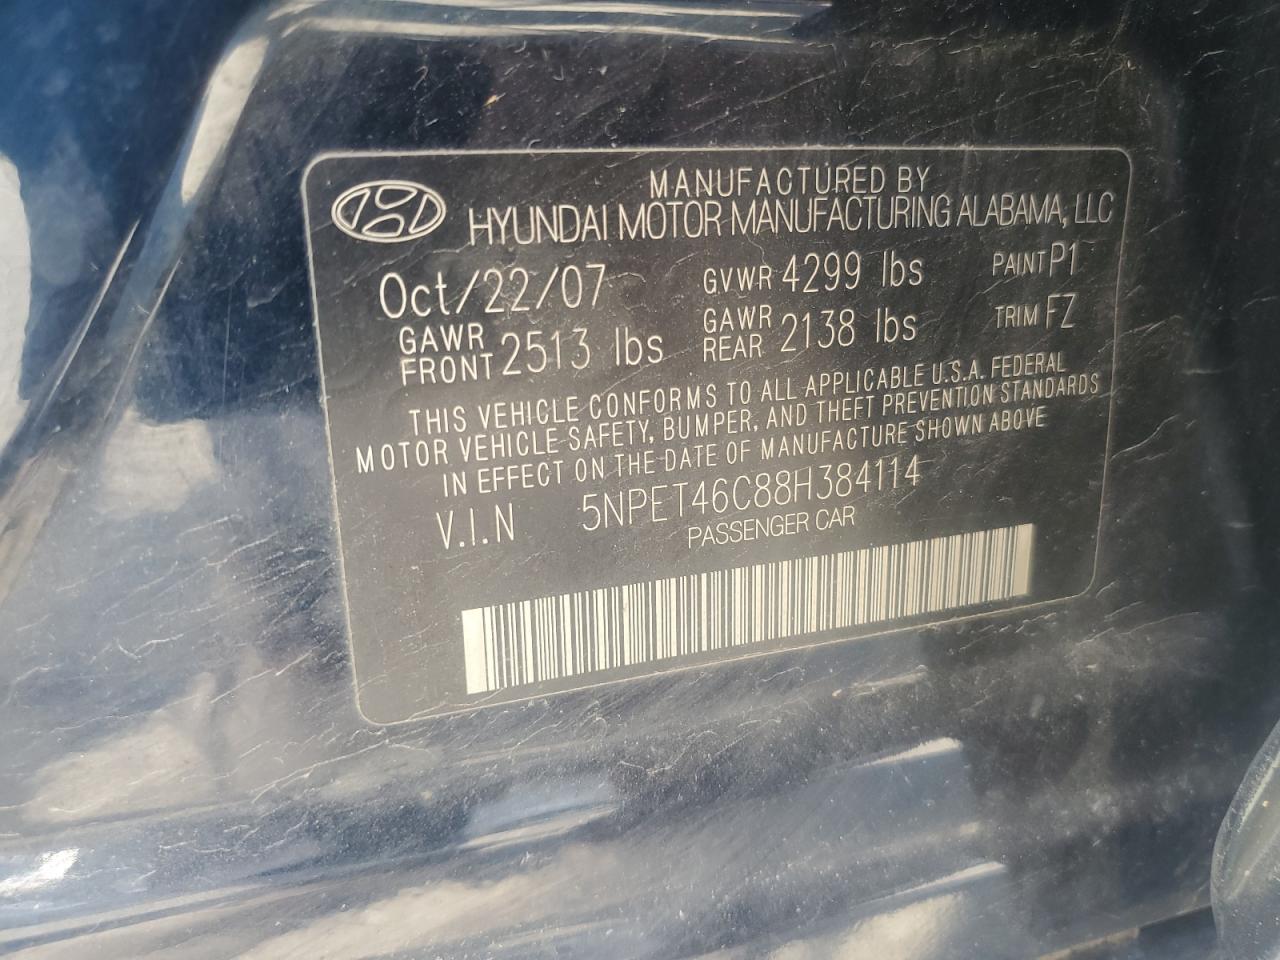 MANUFACTURED BY
HYUNDAI MOTOR MANUFACTURING ALABAMA, LLC
Oct/22/07 GVWR 4299 lbs PAINT P1
GAWR FRONT 2513 lbs GAWR REAR 2138 lbs TRIM FZ
THIS VEHICLE CONFORMS TO ALL APPLICABLE U.S.A. FEDERAL
MOTOR VEHICLE SAFETY, BUMPER, AND THEFT PREVENTION STANDARDS
IN EFFECT ON THE DATE OF MANUFACTURE SHOWN ABOVE
V.I.N 5NPET46C88H384114
PASSENGER CAR